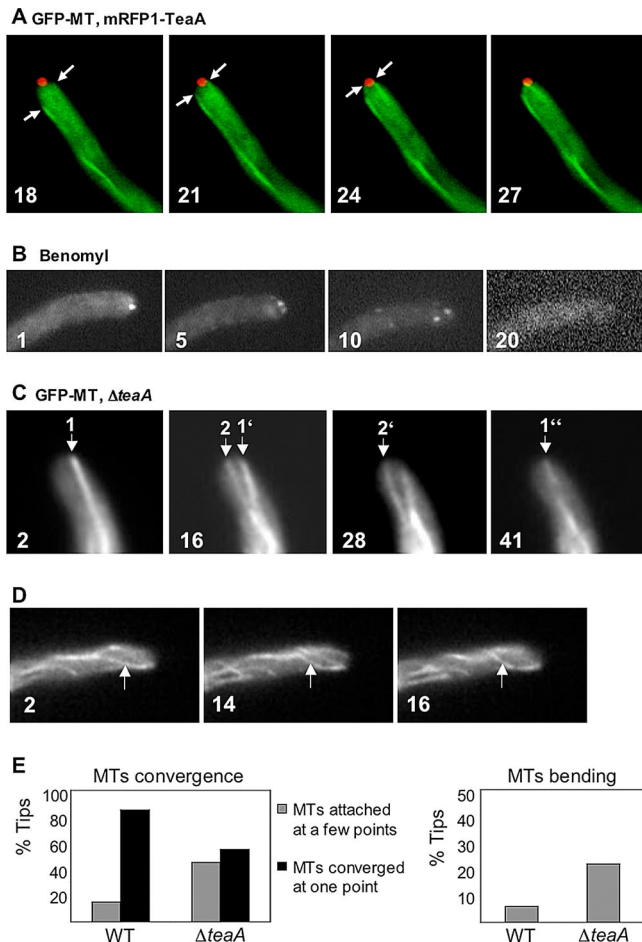 A GFP-MT, mRFP1-TeaA
18 21 24 27
B Benomyl
1 5 10 20
C GFP-MT, ΔteaA
1 2 1‘ 2‘ 1“
2 16 28 41
D
2 14 16
E
MTs convergence
% Tips
100
80
60
40
20
WT ΔteaA
MTs attached
at a few points
MTs converged
at one point
MTs bending
% Tips
50
40
30
20
10
WT ΔteaA